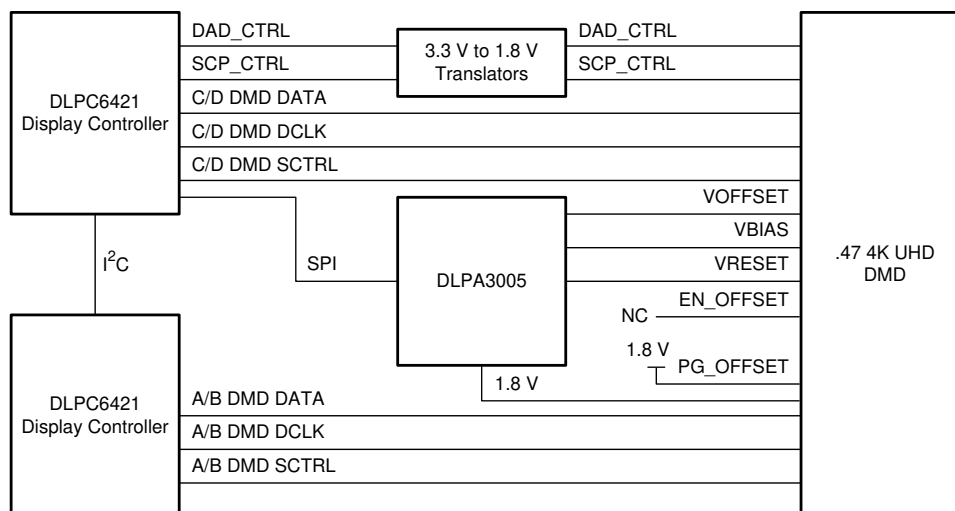 DAD_CTRL
DAD_CTRL
3.3 V to 1.8 V
Translators
SCP_CTRL
SCP_CTRL
DLPC6421
Display Controller
C/D DMD DATA
C/D DMD DCLK
C/D DMD SCTRL
VOFFSET
VBIAS
I²C
SPI
DLPA3005
VRESET
.47 4K UHD
DMD
EN_OFFSET
NC
1.8 V
PG_OFFSET
1.8 V
DLPC6421
Display Controller
A/B DMD DATA
A/B DMD DCLK
A/B DMD SCTRL